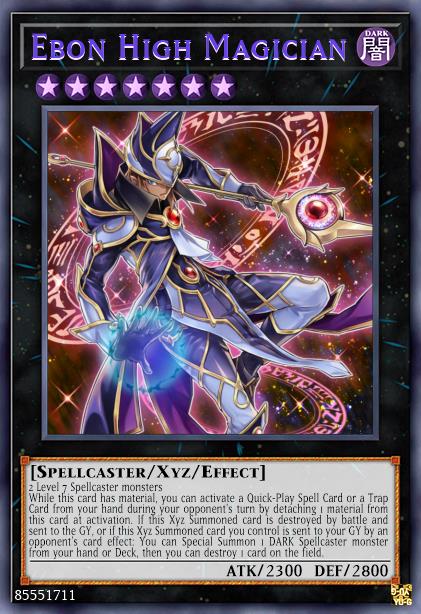 EBON HIGH MAGICIAN
DARK
闇
[SPELLCASTER/XYZ/EFFECT]
2 Level 7 Spellcaster monsters
While this card has material, you can activate a Quick-Play Spell Card or a Trap
Card from your hand during your opponent's turn by detaching 1 material from
this card at activation. If this Xyz Summoned card is destroyed by battle and
sent to the GY, or if this Xyz Summoned card you control is sent to your GY by an
opponent's card effect: You can Special Summon 1 DARK Spellcaster monster
from your hand or Deck, then you can destroy 1 card on the field.
ATK/2300 DEF/2800
85551711